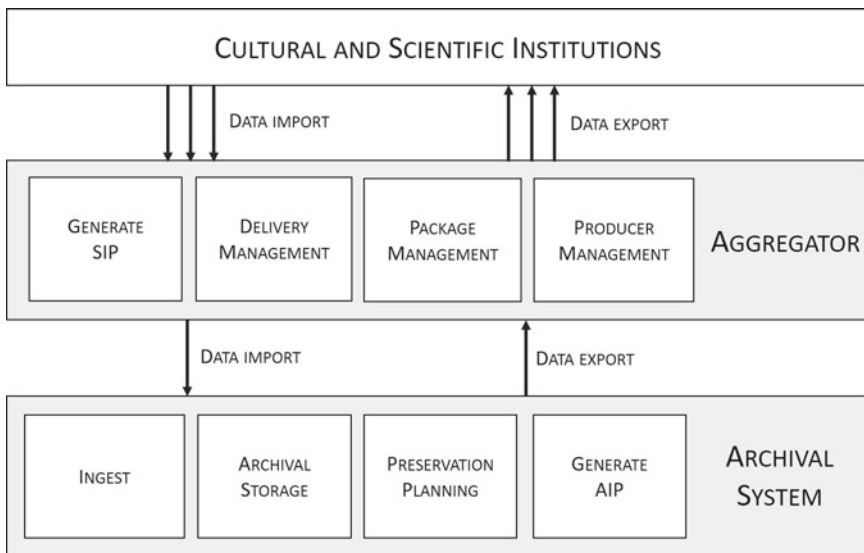 CULTURAL AND SCIENTIFIC INSTITUTIONS
DATA IMPORT
DATA EXPORT
GENERATE
SIP
DELIVERY
MANAGEMENT
PACKAGE
MANAGEMENT
PRODUCER
MANAGEMENT
AGGREGATOR
DATA IMPORT
DATA EXPORT
INGEST
ARCHIVAL
STORAGE
PRESERVATION
PLANNING
GENERATE
AIP
ARCHIVAL
SYSTEM